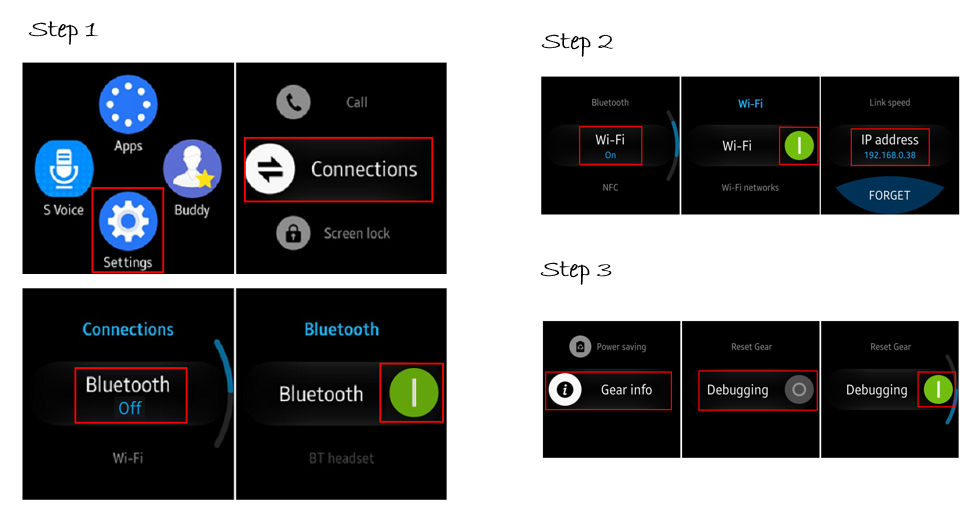 Step 1
Apps
S Voice
Buddy
Settings
Call
Connections
Screen lock
Connections
Bluetooth
Off
Wi-Fi
Bluetooth
Bluetooth
BT headset
Step 2
Bluetooth
Wi-Fi
On
NFC
Wi-Fi
Wi-Fi
Wi-Fi networks
Link speed
IP address
192.168.0.38
FORGET
Step 3
Power saving
Gear info
Reset Gear
Debugging
Reset Gear
Debugging